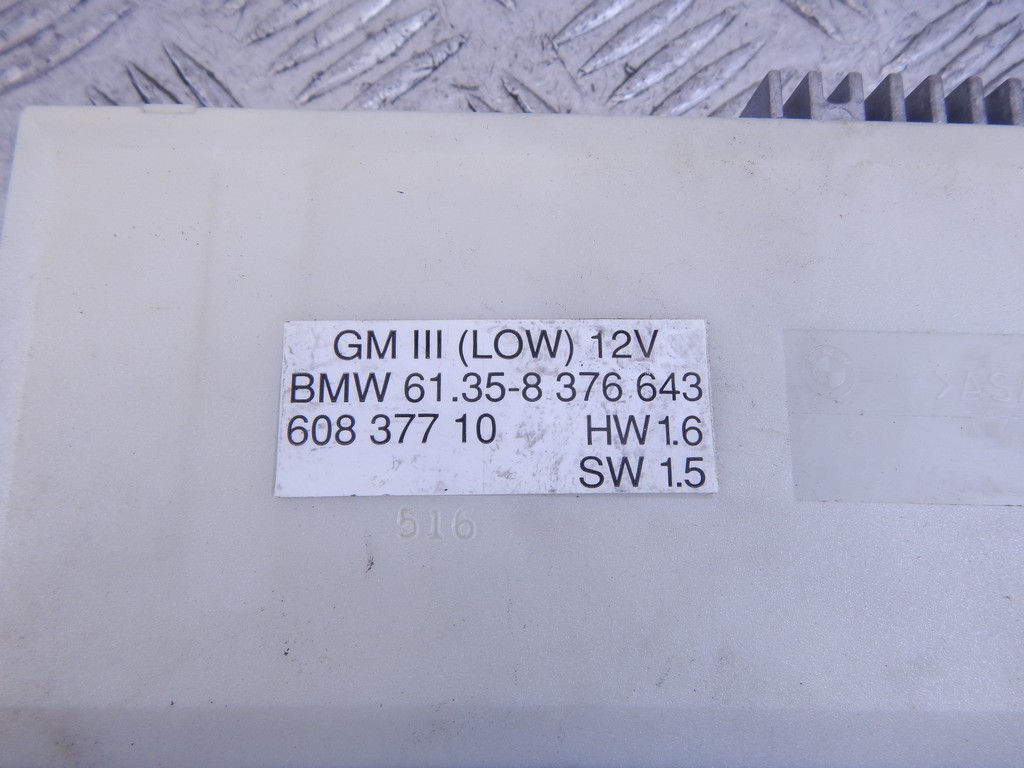 GM III (LOW) 12V
BMW 61.35-8 376 643
608 377 10 HW 1.6
SW 1.5
516